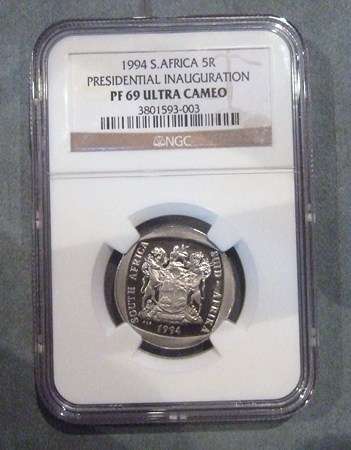 1994 S.AFRICA 5R
PRESIDENTIAL INAUGURATION
PF 69 ULTRA CAMEO
3801593-003
NGC
SOUTH AFRICA
SUID-AFRIKA
1994